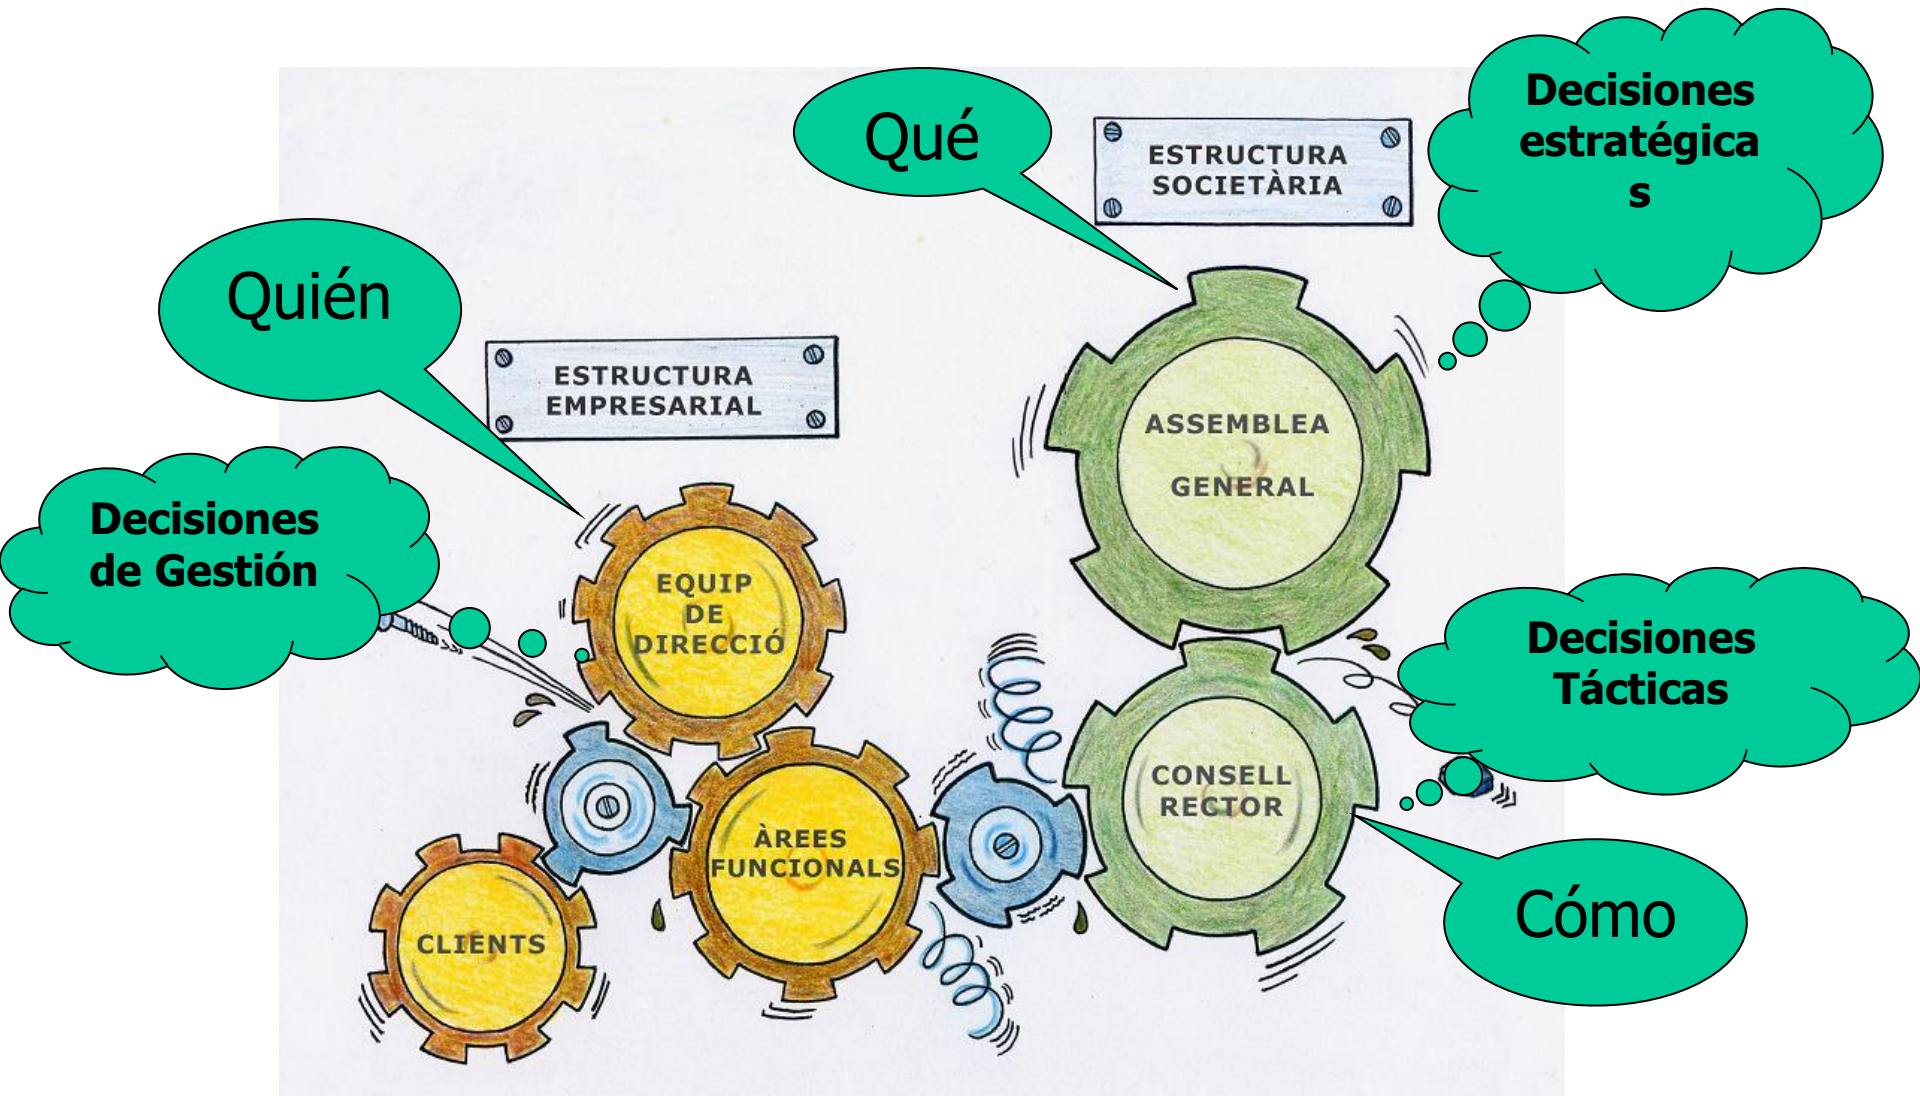 Qué
Decisiones
estratégica
s
ESTRUCTURA
SOCIETÀRIA
Quién
ESTRUCTURA
EMPRESARIAL
ASSEMBLEA
GENERAL
Decisiones
de Gestión
EQUIP
DE
DIRECCIÓ
Decisiones
Tácticas
CONSELL
RECTOR
ÀREES
FUNCIONALS
CLIENTS
Cómo